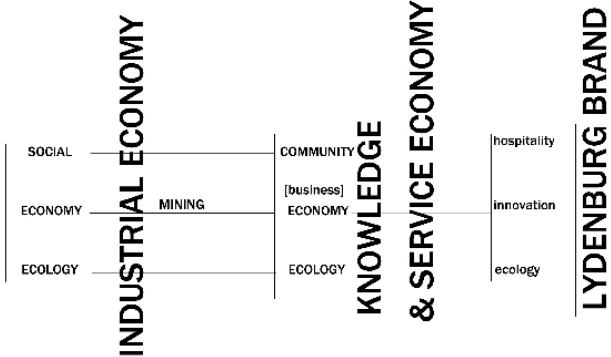 SOCIAL
ECONOMY
ECOLOGY
INDUSTRIAL ECONOMY
MINING
COMMUNITY
[business]
ECONOMY
ECOLOGY
KNOWLEDGE
& SERVICE ECONOMY
hospitality
innovation
ecology
LYDENBURG BRAND